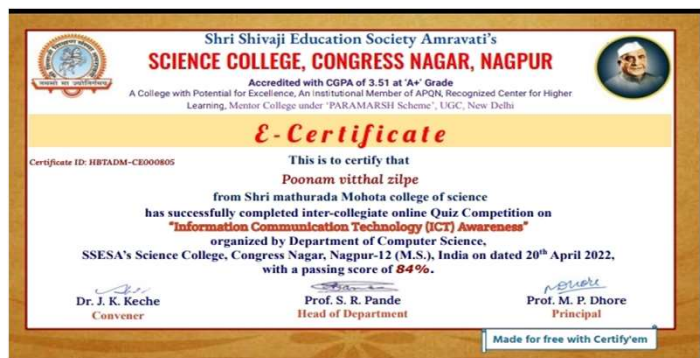 Shri Shivaji Education Society Amravati's
SCIENCE COLLEGE, CONGRESS NAGAR, NAGPUR
Accredited with CGPA of 3.51 at 'A+' Grade
A College with Potential for Excellence, An Institutional Member of APQN, Recognized Center for Higher
Learning, Mentor College under 'PARAMARSH Scheme', UGC, New Delhi
E-Certificate
Certificate ID: HBTADM-CE000805
This is to certify that
Poonam vitthal zilpe
from Shri mathurada Mohota college of science
has successfully completed inter-collegiate online Quiz Competition on
"Information Communication Technology (ICT) Awareness"
organized by Department of Computer Science,
SSESA's Science College, Congress Nagar, Nagpur-12 (M.S.), India on dated 20th April 2022,
with a passing score of 84%.
Dr. J. K. Keche
Convener
Prof. S. R. Pande
Head of Department
Prof. M. P. Dhore
Principal
Made for free with Certify'em